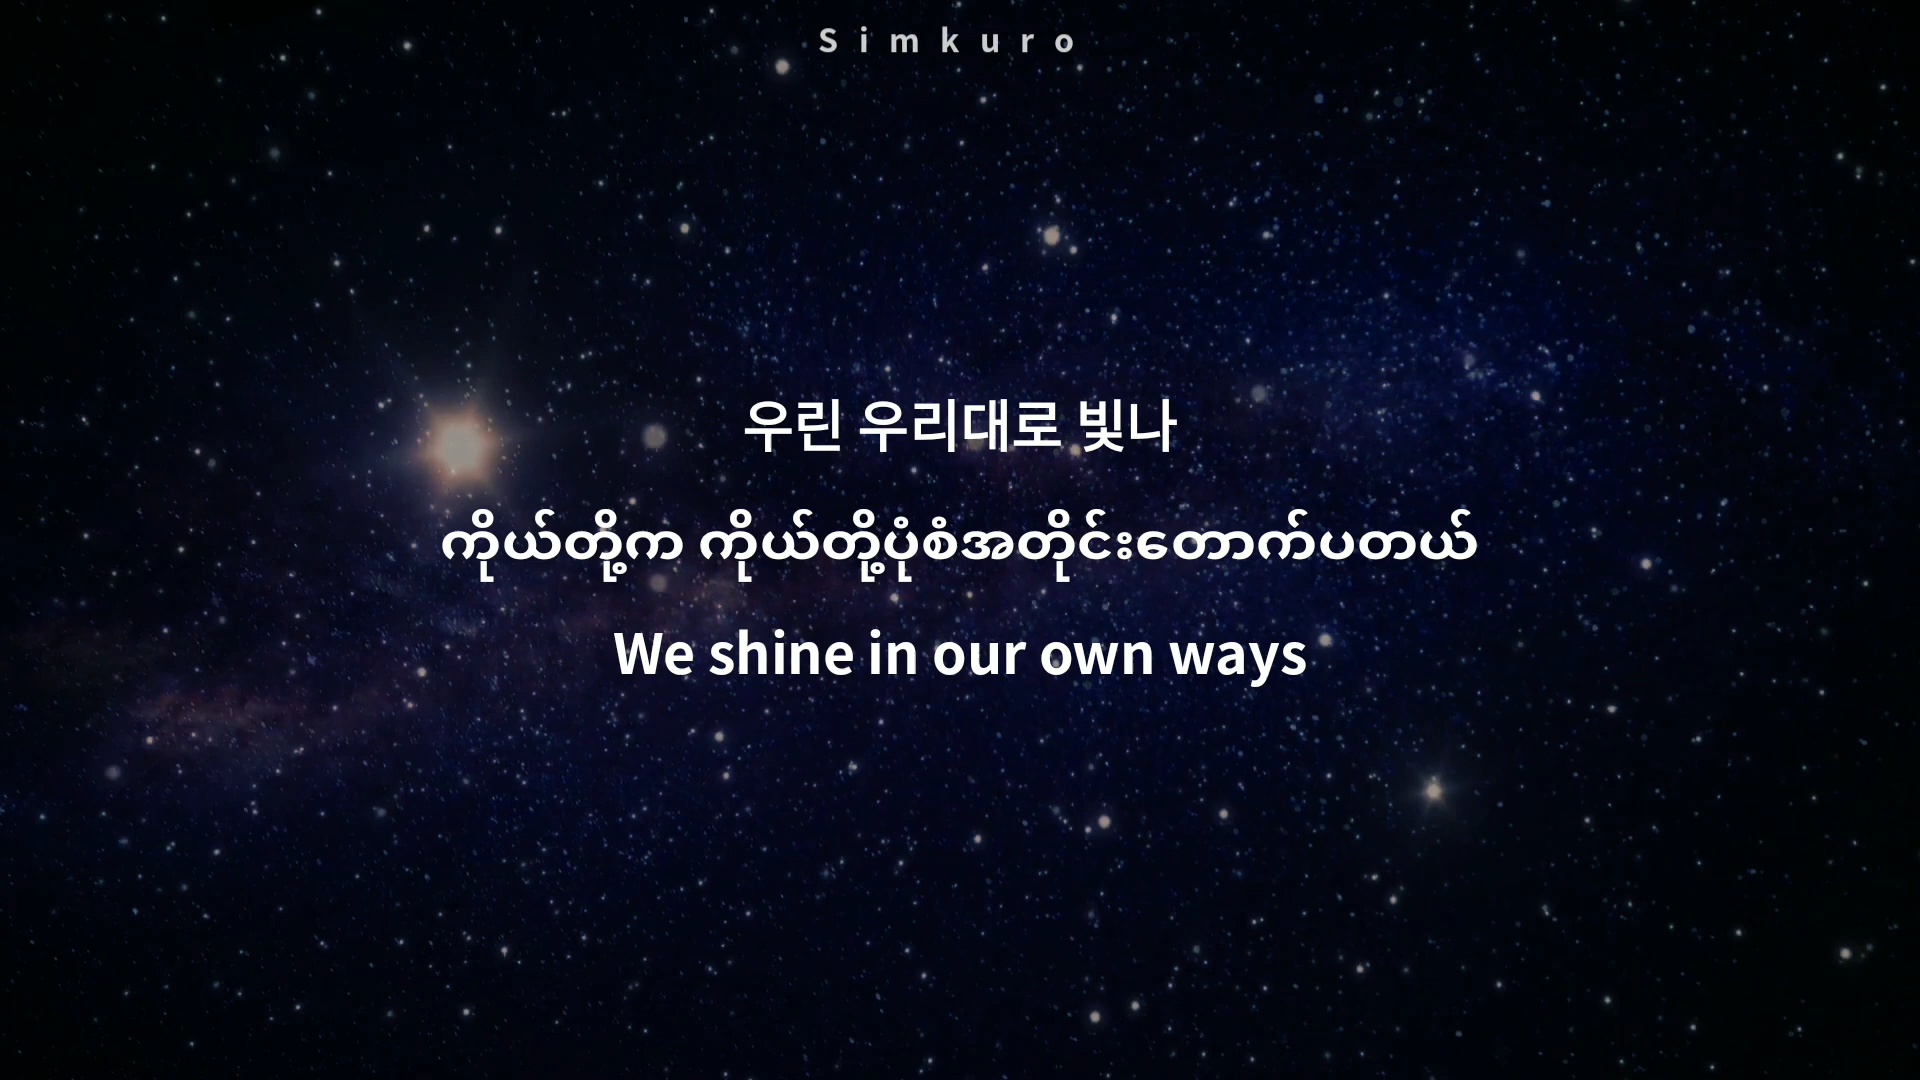 Simkuro
우린 우리대로 빛나
ကိုယ်တို့က ကိုယ်တို့ပုံစံအတိုင်းတောက်ပတယ်
We shine in our own ways